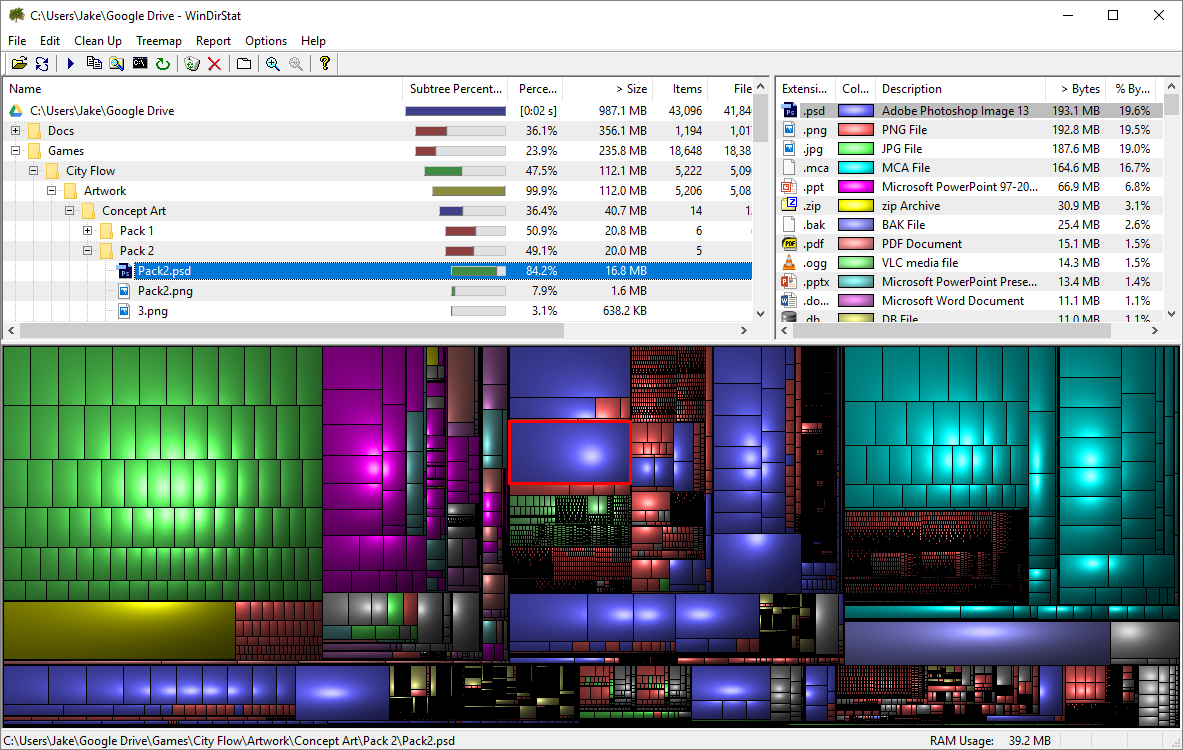 C:\Users\Jake\Google Drive - WinDirStat
File Edit Clean Up Treemap Report Options Help
Name Subtree Percent... Perce... > Size Items File
C:\Users\Jake\Google Drive [0:02 s] 987.1 MB 43,096 41,84
Docs 36.1% 356.1 MB 1,194 1,01
Games 23.9% 235.8 MB 18,648 18,38
City Flow 47.5% 112.1 MB 5,222 5,09
Artwork 99.9% 112.0 MB 5,206 5,08
Concept Art 36.4% 40.7 MB 14 1
Pack 1 50.9% 20.8 MB 6
Pack 2 49.1% 20.0 MB 5
Pack2.psd 84.2% 16.8 MB
Pack2.png 7.9% 1.6 MB
3.png 3.1% 638.2 KB
Extensi... Col... Description > Bytes % By...
.psd Adobe Photoshop Image 13 193.1 MB 19.6%
.png PNG File 192.8 MB 19.5%
.jpg JPG File 187.6 MB 19.0%
.mca MCA File 164.6 MB 16.7%
.ppt Microsoft PowerPoint 97-20... 66.9 MB 6.8%
.zip zip Archive 30.9 MB 3.1%
.bak BAK File 25.4 MB 2.6%
.pdf PDF Document 15.1 MB 1.5%
.ogg VLC media file 14.3 MB 1.5%
.pptx Microsoft PowerPoint Prese... 13.4 MB 1.4%
.do... Microsoft Word Document 11.1 MB 1.1%
.db DB File 11.0 MB 1.1%
C:\Users\Jake\Google Drive\Games\City Flow\Artwork\Concept Art\Pack 2\Pack2.psd RAM Usage: 39.2 MB